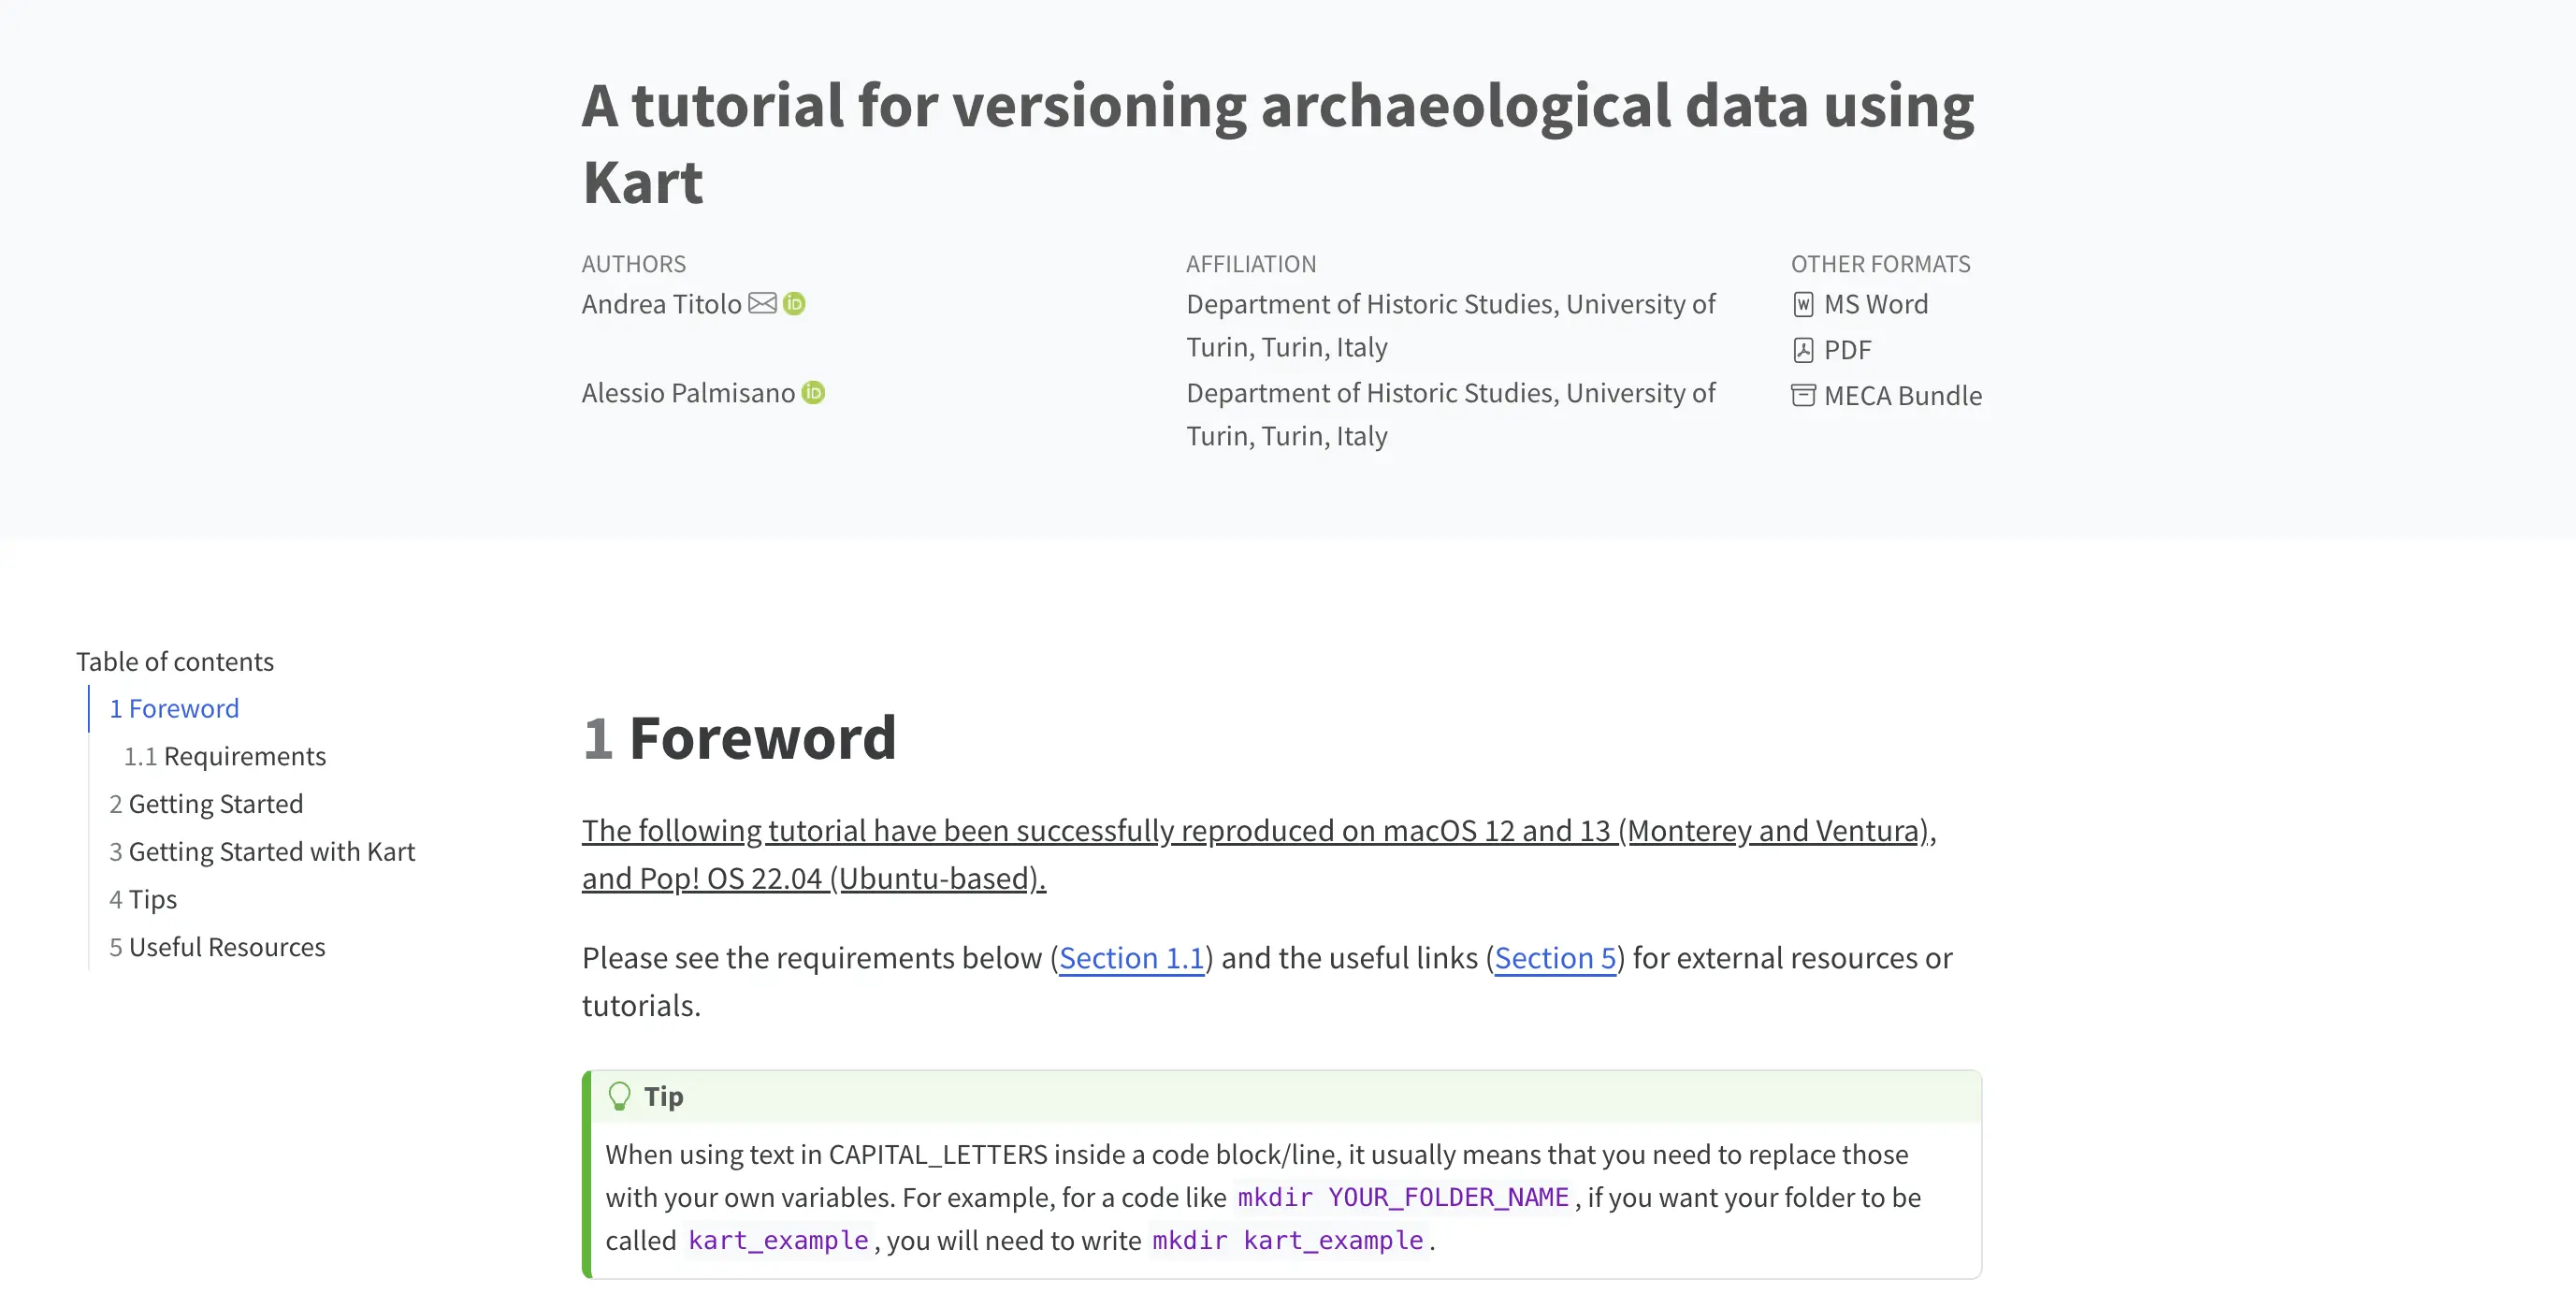 A tutorial for versioning archaeological data using
Kart
AUTHORS
Andrea Titolo
Alessio Palmisano
AFFILIATION
Department of Historic Studies, University of
Turin, Turin, Italy
Department of Historic Studies, University of
Turin, Turin, Italy
OTHER FORMATS
MS Word
PDF
MECA Bundle
Table of contents
1 Foreword
1.1 Requirements
2 Getting Started
3 Getting Started with Kart
4 Tips
5 Useful Resources
1 Foreword
The following tutorial have been successfully reproduced on macOS 12 and 13 (Monterey and Ventura),
and Pop! OS 22.04 (Ubuntu-based).
Please see the requirements below (Section 1.1) and the useful links (Section 5) for external resources or
tutorials.
Tip
When using text in CAPITAL_LETTERS inside a code block/line, it usually means that you need to replace those
with your own variables. For example, for a code like mkdir YOUR_FOLDER_NAME, if you want your folder to be
called kart_example, you will need to write mkdir kart_example.